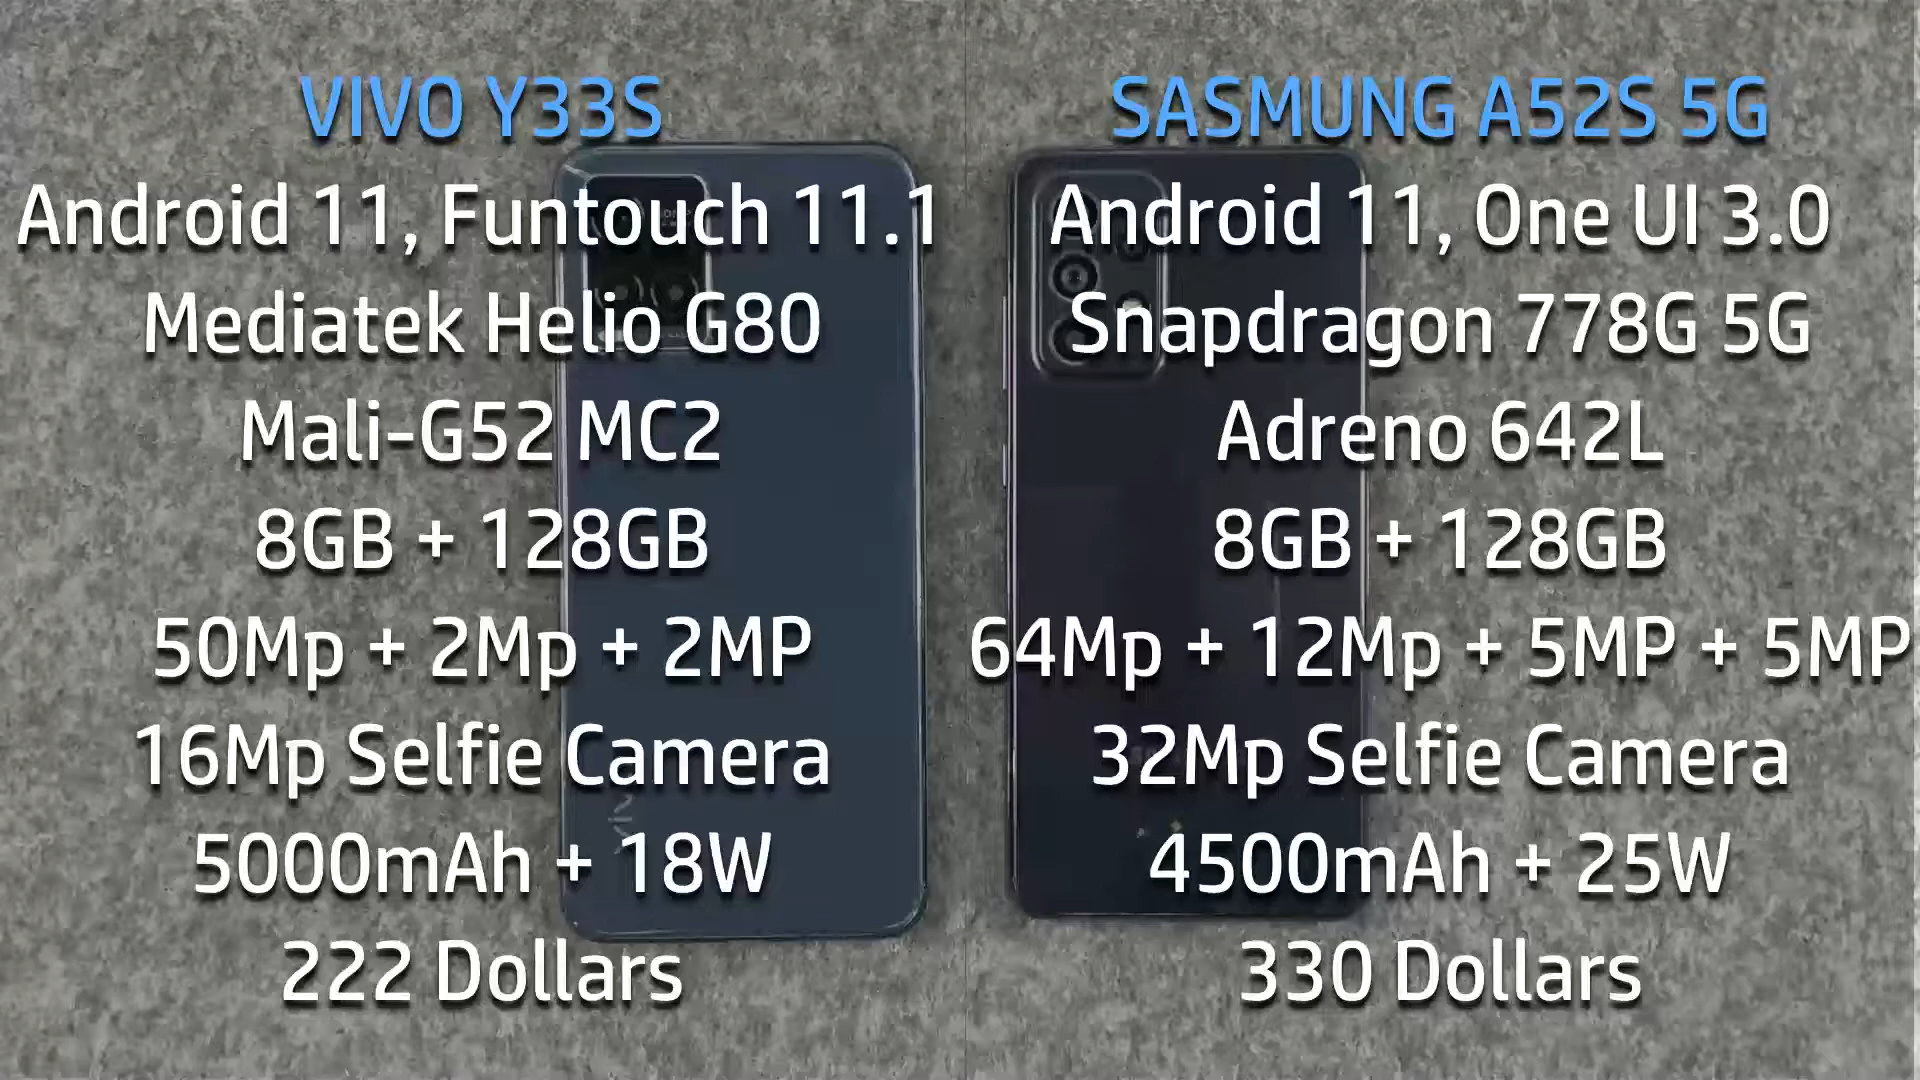 VIVO Y33S
Android 11, Funtouch 11.1
Mediatek Helio G80
Mali-G52 MC2
8GB + 128GB
50Mp + 2Mp + 2MP
16Mp Selfie Camera
5000mAh + 18W
222 Dollars
SASMUNG A52S 5G
Android 11, One UI 3.0
Snapdragon 778G 5G
Adreno 642L
8GB + 128GB
64Mp + 12Mp + 5MP + 5MP
32Mp Selfie Camera
4500mAh + 25W
330 Dollars